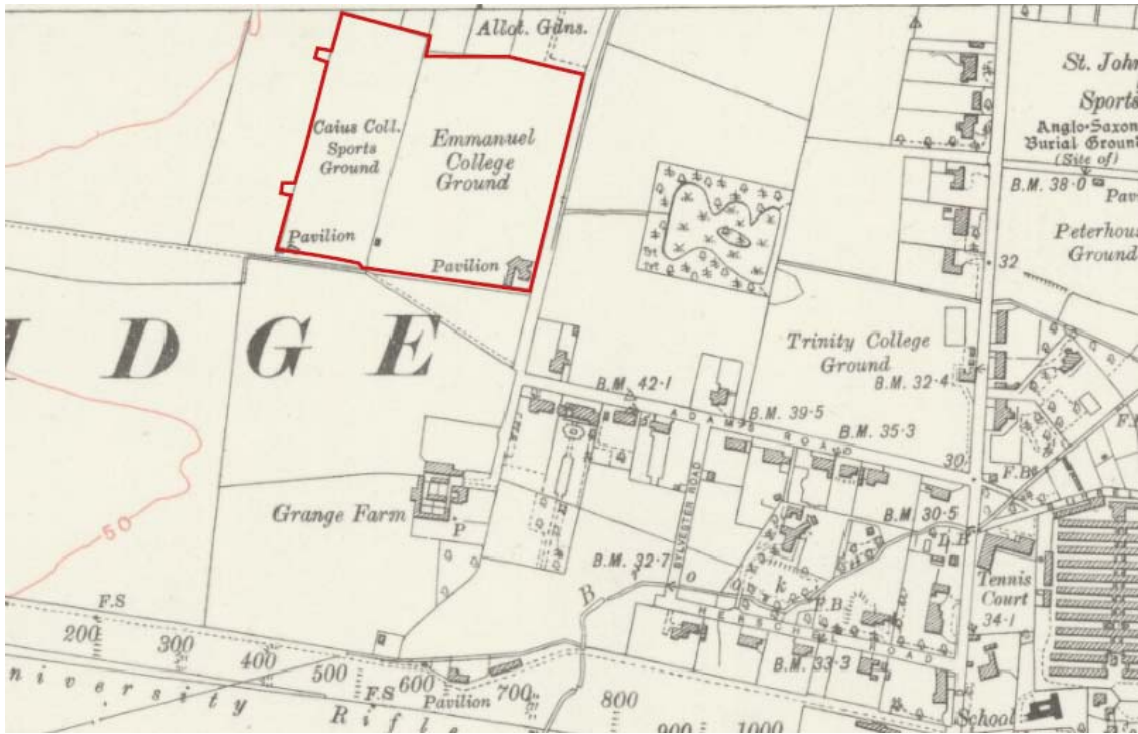 Allot. Gdns.
St. John
Sports
Anglo-Saxon
Burial Ground
(Site of)
Caius Coll.
Sports
Ground
Emmanuel
College
Ground
B.M. 38·0
Pav
Peterhous
Ground
Pavilion
Pavilion
32
IDGE
Trinity College
Ground
B.M. 32·4
B.M. 42·1
ADAMS ROAD
B.M. 39·5
B.M. 35·3
30
F.B.
Grange Farm
P
SYLVESTER ROAD
B.M. 30·5
D.B
50
B.M. 32·7
B
o
r
k
F.B.
Tennis
Court
34·1
HERSCHEL ROAD
B.M. 33·3
F.S
200
300
400
500
600
700
800
900
1000
F.S
Pavilion
niversity Rifle
School